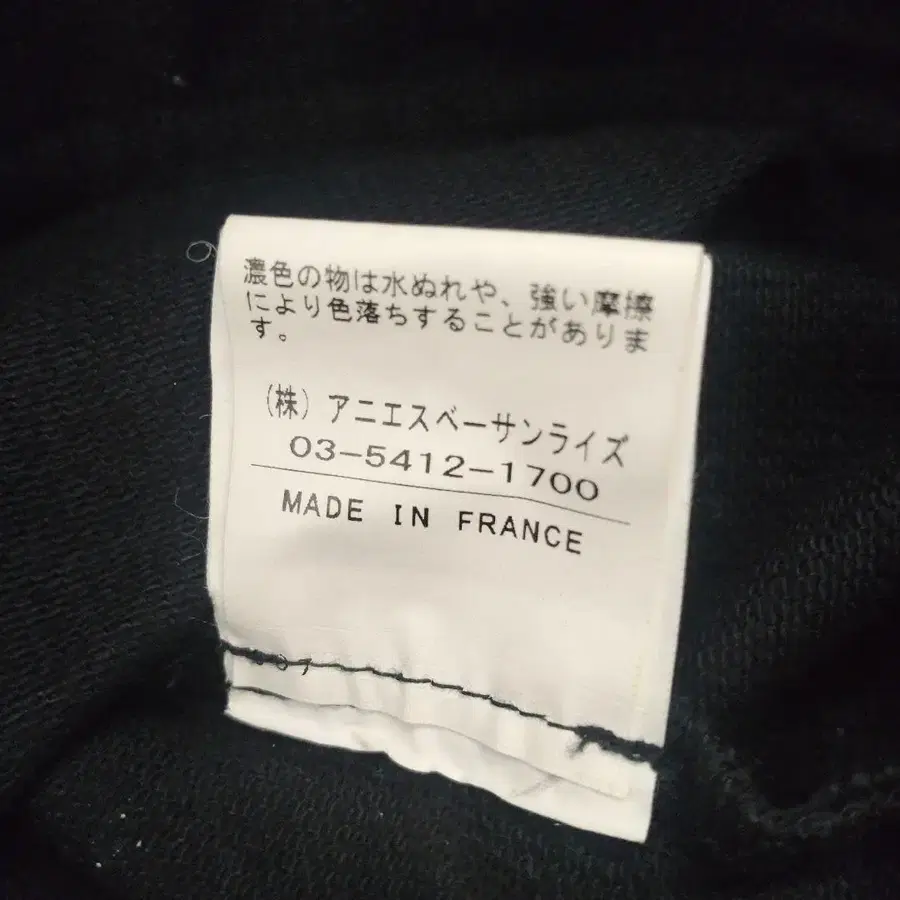 濃色の物は水ぬれや、強い摩擦
により色落ちすることがありま
す。
(株)アニエスベーサンライズ
03-5412-1700
MADE IN FRANCE